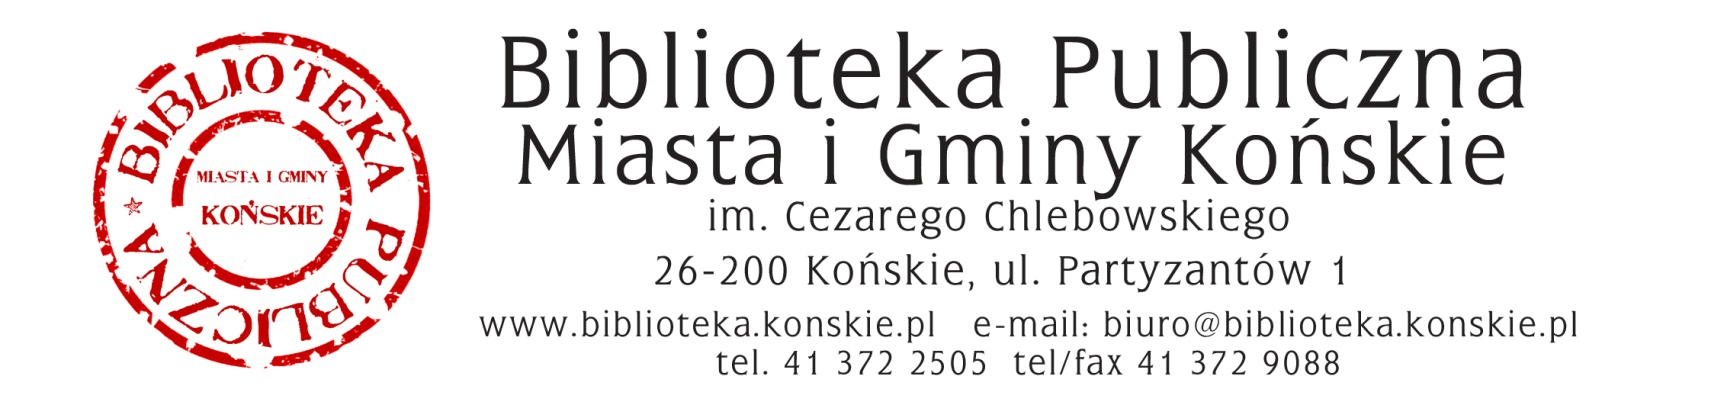 BIBLIOTEKA PUBLICZNA
MIASTA I GMINY
KOŃSKIE
Biblioteka Publiczna
Miasta i Gminy Końskie
im. Cezarego Chlebowskiego
26-200 Końskie, ul. Partyzantów 1
www.biblioteka.konskie.pl e-mail: biuro@biblioteka.konskie.pl
tel. 41 372 2505 tel/fax 41 372 9088